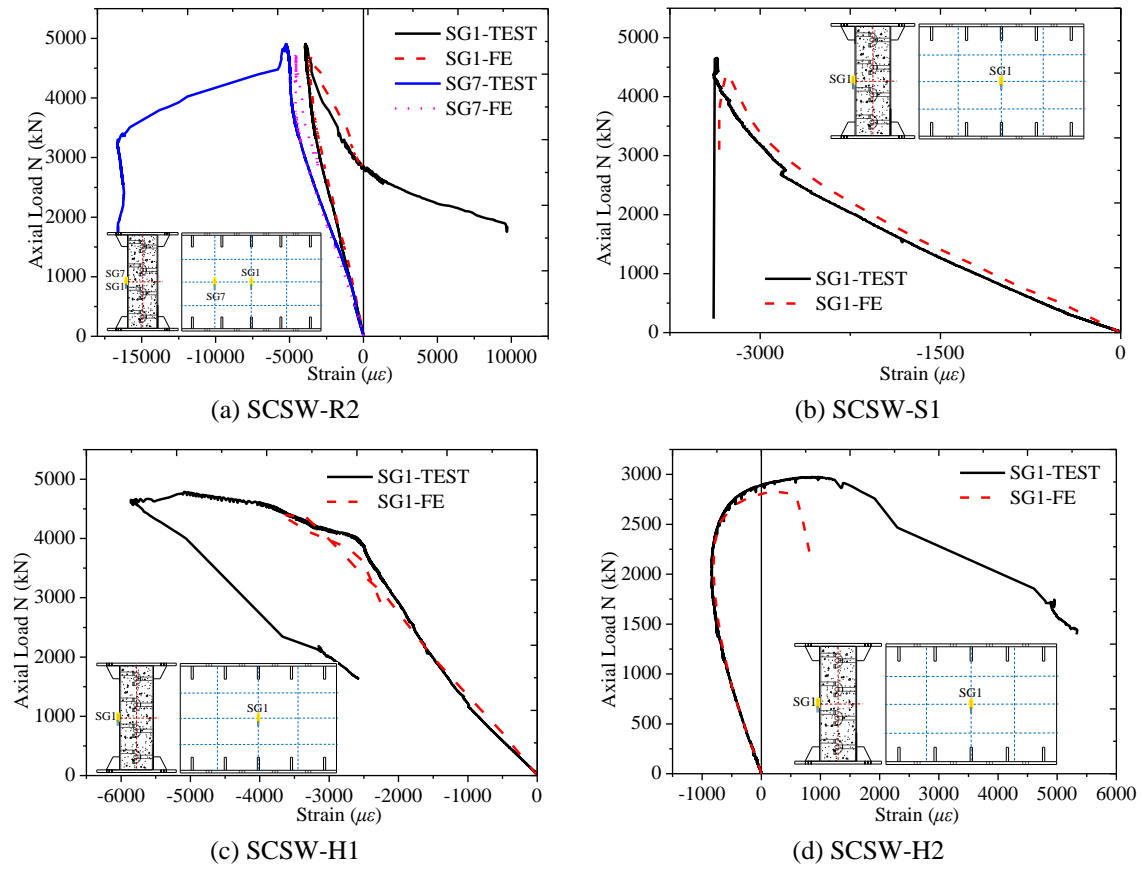 5000
4000
3000
2000
1000
0
Axial Load N (kN)
SG1-TEST
SG1-FE
SG7-TEST
SG7-FE
SG7
SG1
SG1
SG7
-15000 -10000 -5000 0 5000 10000
Strain (με)
(a) SCSW-R2
5000
4000
3000
2000
1000
0
Axial Load N (kN)
SG1
SG1
SG1-TEST
SG1-FE
-3000 -1500 0
Strain (με)
(b) SCSW-S1
5000
4000
3000
2000
1000
0
Axial Load N (kN)
SG1-TEST
SG1-FE
SG1
SG1
-6000 -5000 -4000 -3000 -2000 -1000 0
Strain (με)
(c) SCSW-H1
3000
2500
2000
1500
1000
500
0
Axial Load N (kN)
SG1-TEST
SG1-FE
SG1
SG1
-1000 0 1000 2000 3000 4000 5000 6000
Strain (με)
(d) SCSW-H2